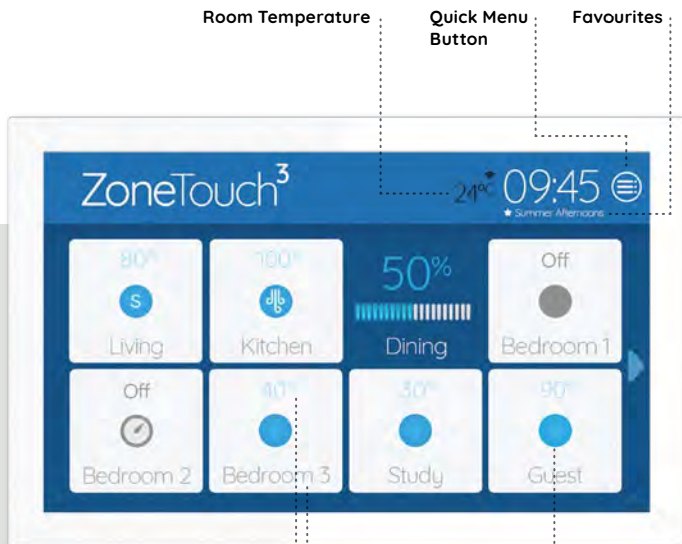 Room Temperature
Quick Menu
Button
Favourites
ZoneTouch3
24°C
09:45
★ Summer Afternoons
80%
S
Living
100%
Kitchen
50%
Dining
Off
Bedroom 1
Off
Bedroom 2
40%
Bedroom 3
30%
Study
90%
Guest